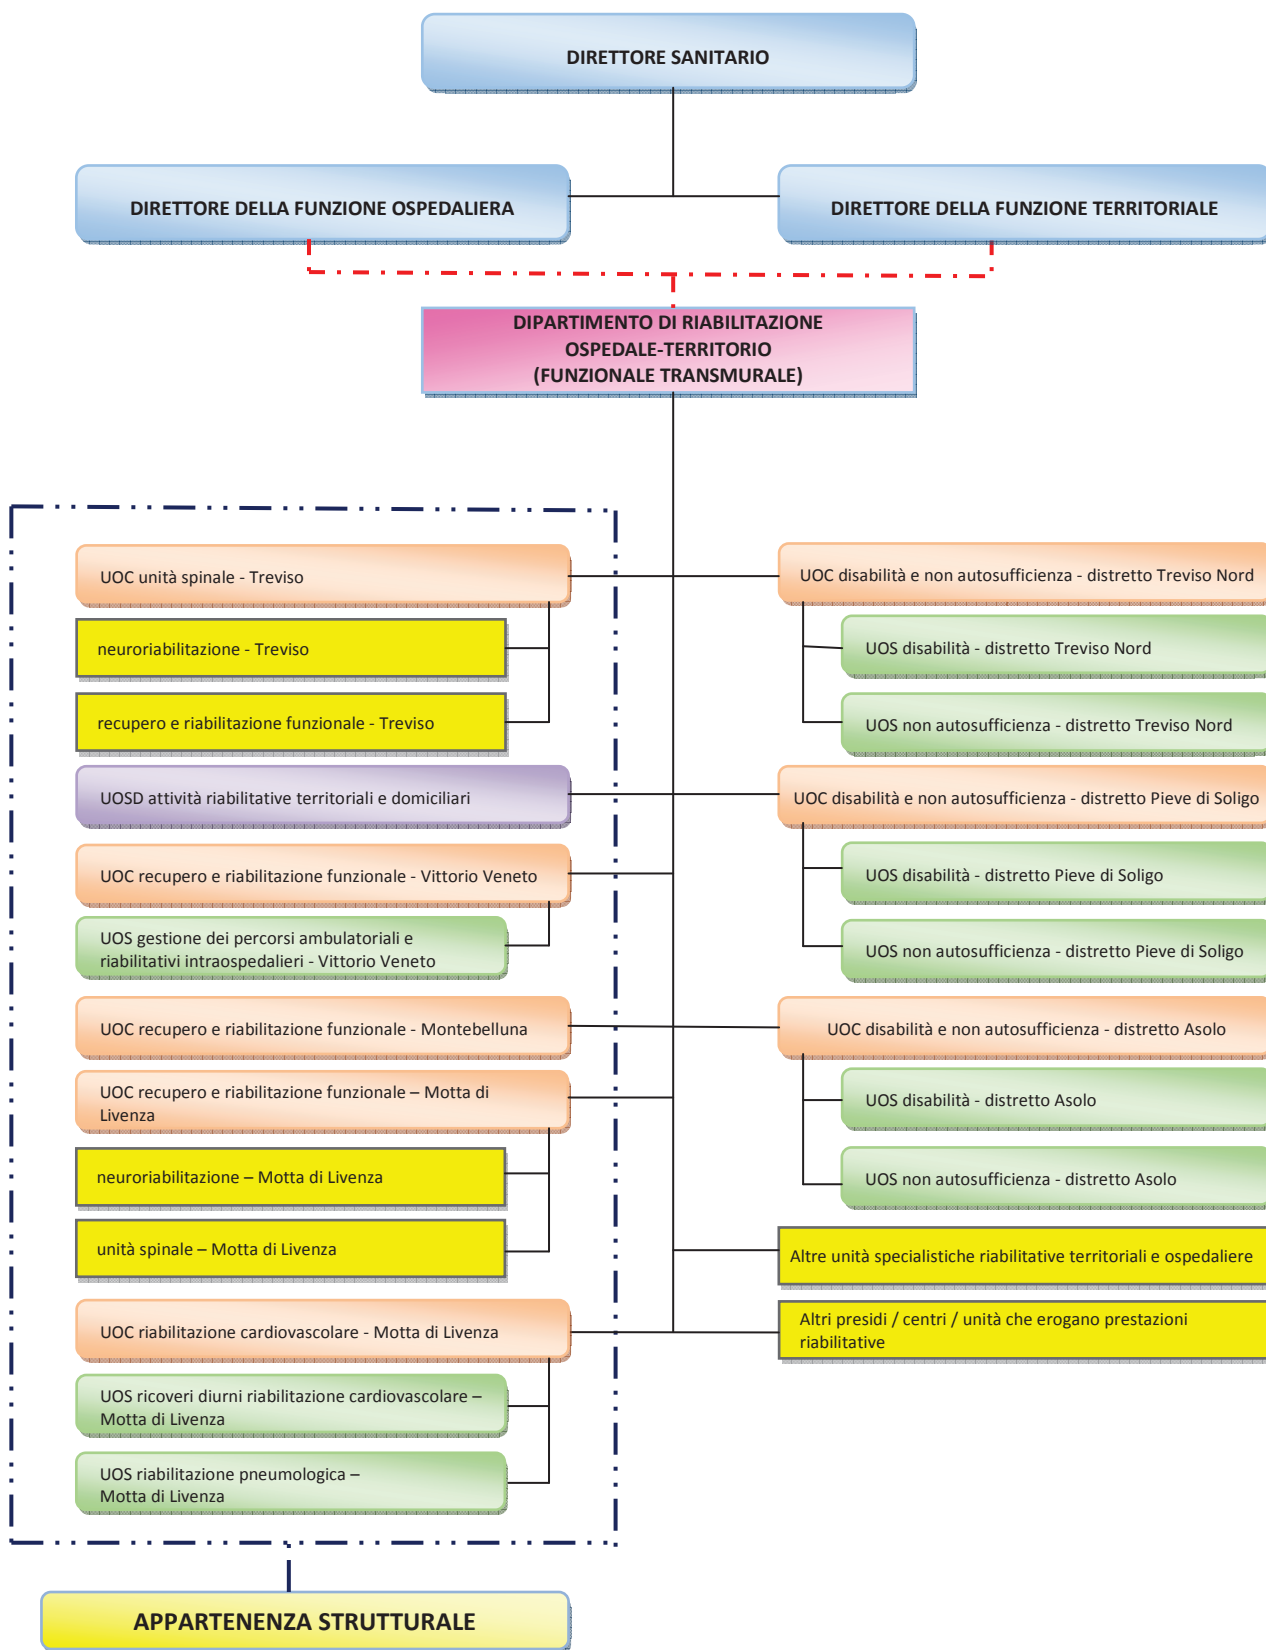 DIRETTORE SANITARIO
DIRETTORE DELLA FUNZIONE OSPEDALIERA
DIRETTORE DELLA FUNZIONE TERRITORIALE
DIPARTIMENTO DI RIABILITAZIONE
OSPEDALE-TERRITORIO
(FUNZIONALE TRANSMURALE)
UOC unità spinale - Treviso
neuroriabilitazione - Treviso
recupero e riabilitazione funzionale - Treviso
UOSD attività riabilitative territoriali e domiciliari
UOC recupero e riabilitazione funzionale - Vittorio Veneto
UOS gestione dei percorsi ambulatoriali e
riabilitativi intraospedalieri - Vittorio Veneto
UOC recupero e riabilitazione funzionale - Montebelluna
UOC recupero e riabilitazione funzionale – Motta di
Livenza
neuroriabilitazione – Motta di Livenza
unità spinale – Motta di Livenza
UOC riabilitazione cardiovascolare - Motta di Livenza
UOS ricoveri diurni riabilitazione cardiovascolare –
Motta di Livenza
UOS riabilitazione pneumologica –
Motta di Livenza
UOC disabilità e non autosufficienza - distretto Treviso Nord
UOS disabilità - distretto Treviso Nord
UOS non autosufficienza - distretto Treviso Nord
UOC disabilità e non autosufficienza - distretto Pieve di Soligo
UOS disabilità - distretto Pieve di Soligo
UOS non autosufficienza - distretto Pieve di Soligo
UOC disabilità e non autosufficienza - distretto Asolo
UOS disabilità - distretto Asolo
UOS non autosufficienza - distretto Asolo
Altre unità specialistiche riabilitative territoriali e ospedaliere
Altri presidi / centri / unità che erogano prestazioni
riabilitative
APPARTENENZA STRUTTURALE